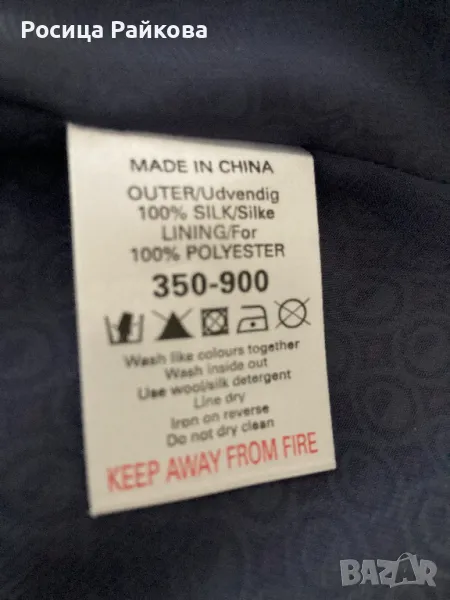 Росица Райкова
MADE IN CHINA
OUTER/Udvendig
100% SILK/Silke
LINING/For
100% POLYESTER
350-900
Wash like colours together
Wash inside out
Use wool/silk detergent
Line dry
Iron on reverse
Do not dry clean
KEEP AWAY FROM FIRE
BAZAR